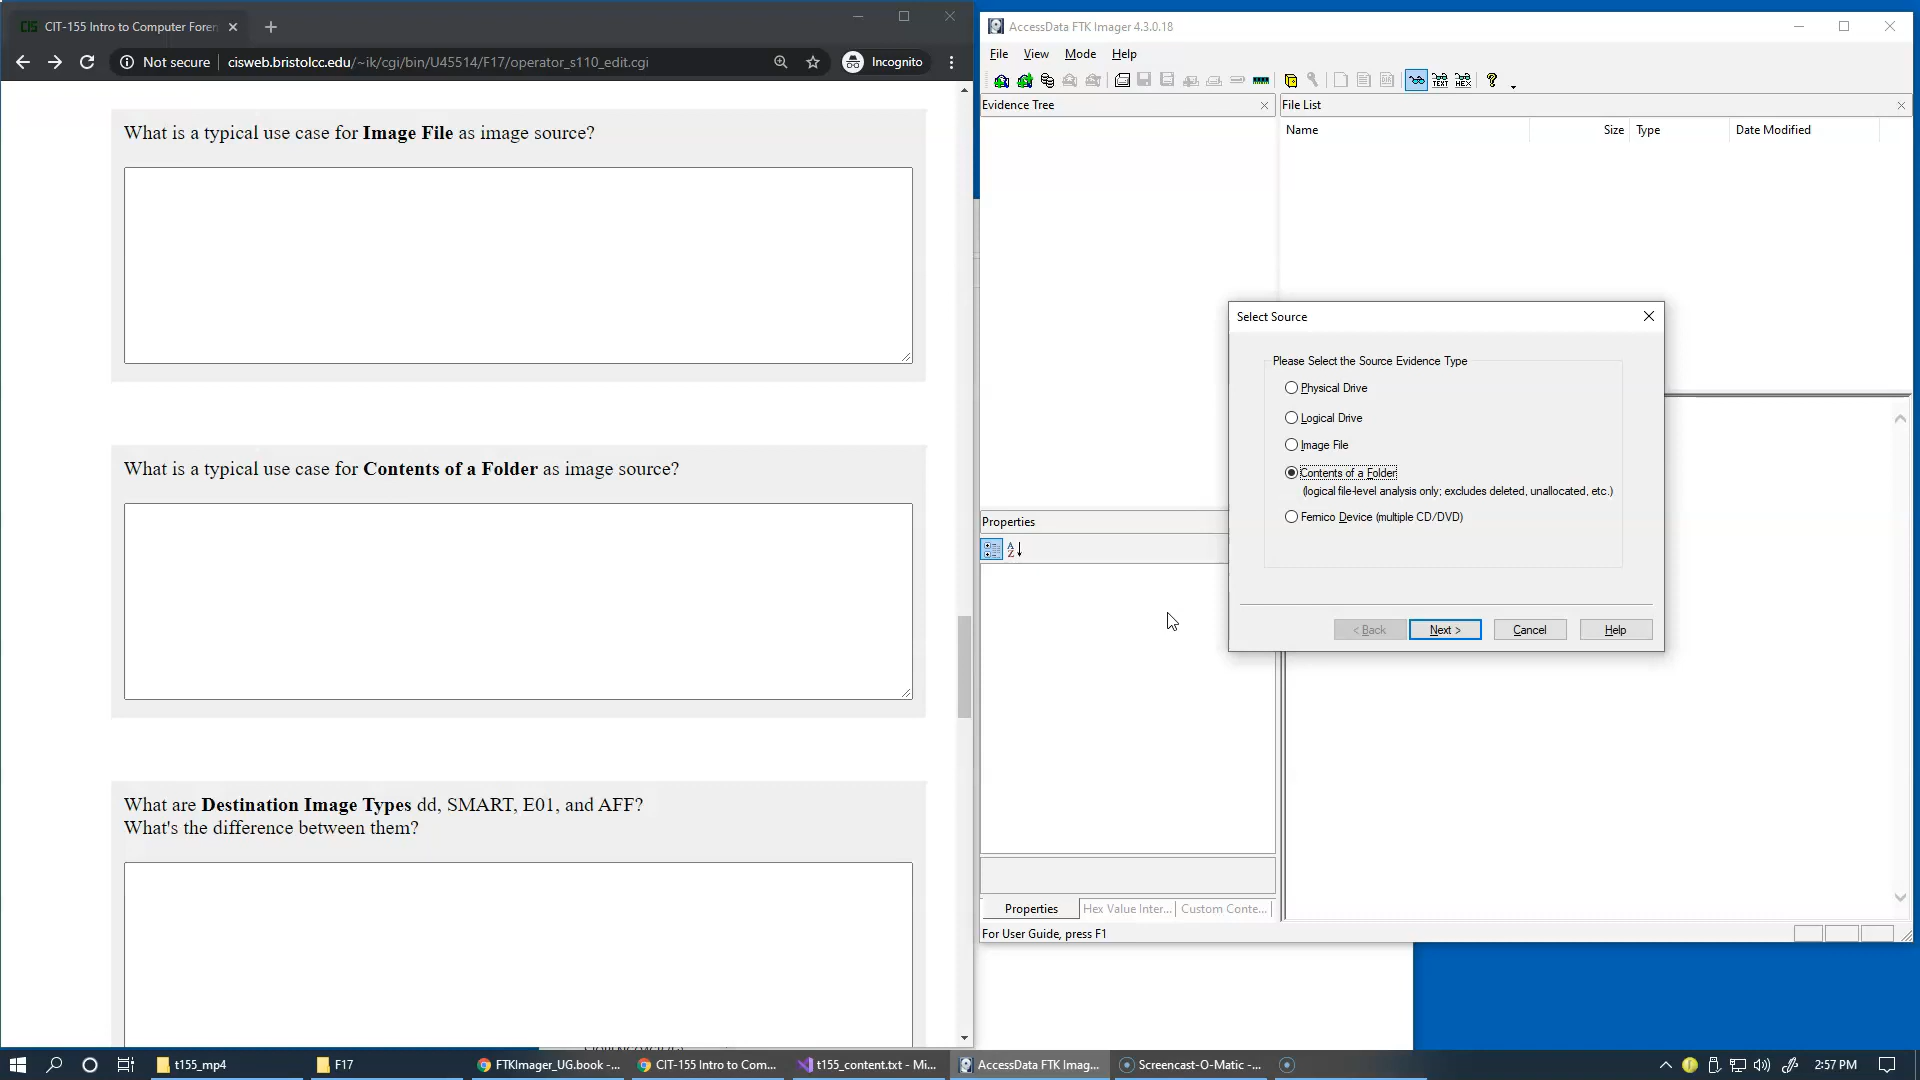 CIS CIT-155 Intro to Computer Foren
Not secure cisweb.bristolcc.edu/~ik/cgi/bin/U45514/F17/operator_s110_edit.cgi
Incognito
What is a typical use case for Image File as image source?
What is a typical use case for Contents of a Folder as image source?
What are Destination Image Types dd, SMART, E01, and AFF?
What's the difference between them?
AccessData FTK Imager 4.3.0.18
File View Mode Help
TEXT HEX
Evidence Tree
File List
Name Size Type Date Modified
Select Source
Please Select the Source Evidence Type
Physical Drive
Logical Drive
Image File
Contents of a Folder
(logical file-level analysis only; excludes deleted, unallocated, etc.)
Fernico Device (multiple CD/DVD)
< Back Next > Cancel Help
Properties
Properties Hex Value Inter... Custom Conte...
For User Guide, press F1
t155_mp4 F17 FTKImager_UG.book -... CIT-155 Intro to Com... t155_content.txt - Mi... AccessData FTK Imag... Screencast-O-Matic -... 2:57 PM